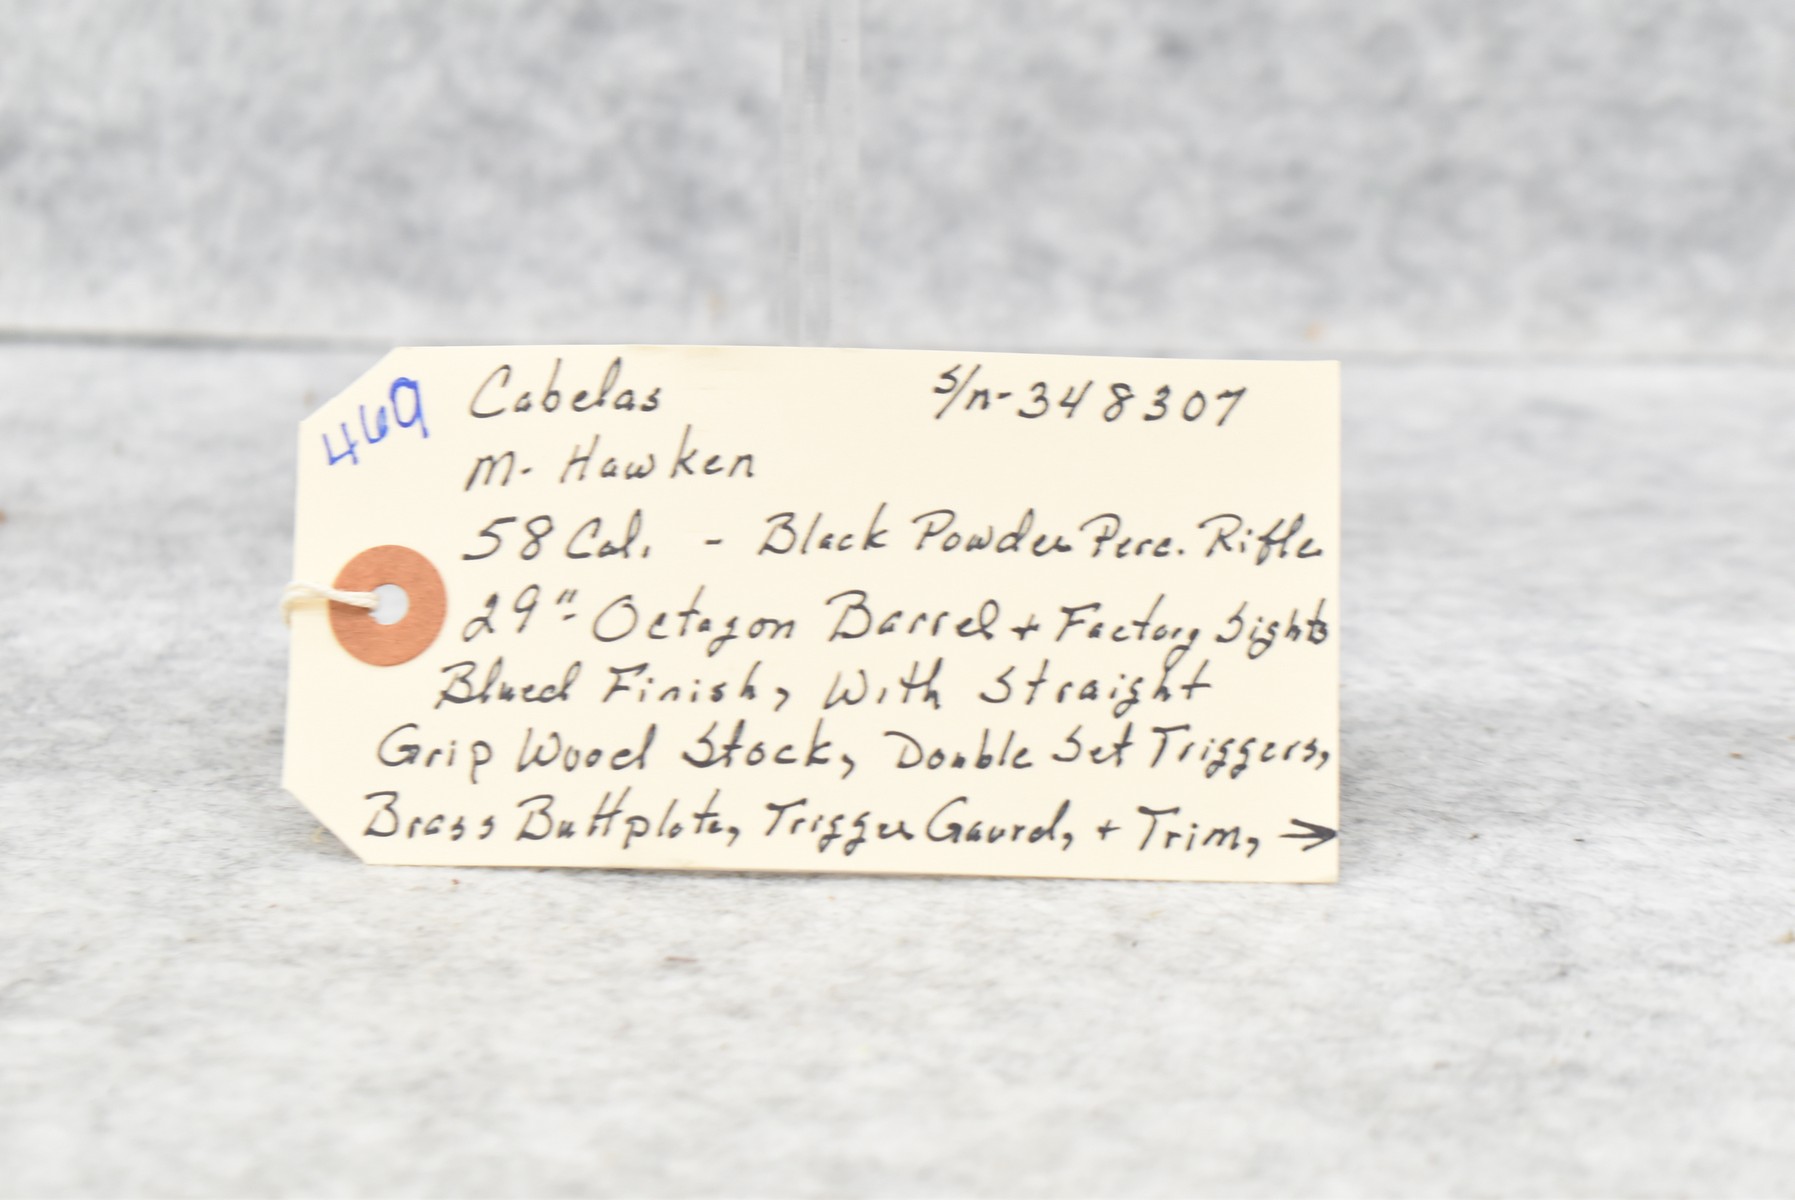 469
Cabelas S/n-348307
M- Hawken
58 Cal. - Black Powder Perc. Rifle
29"- Octagon Barrel + Factory Sights
Blued Finish, With Straight
Grip Wood Stock, Double Set Triggers,
Brass Buttplate, Trigger Gaurd, + Trim, →